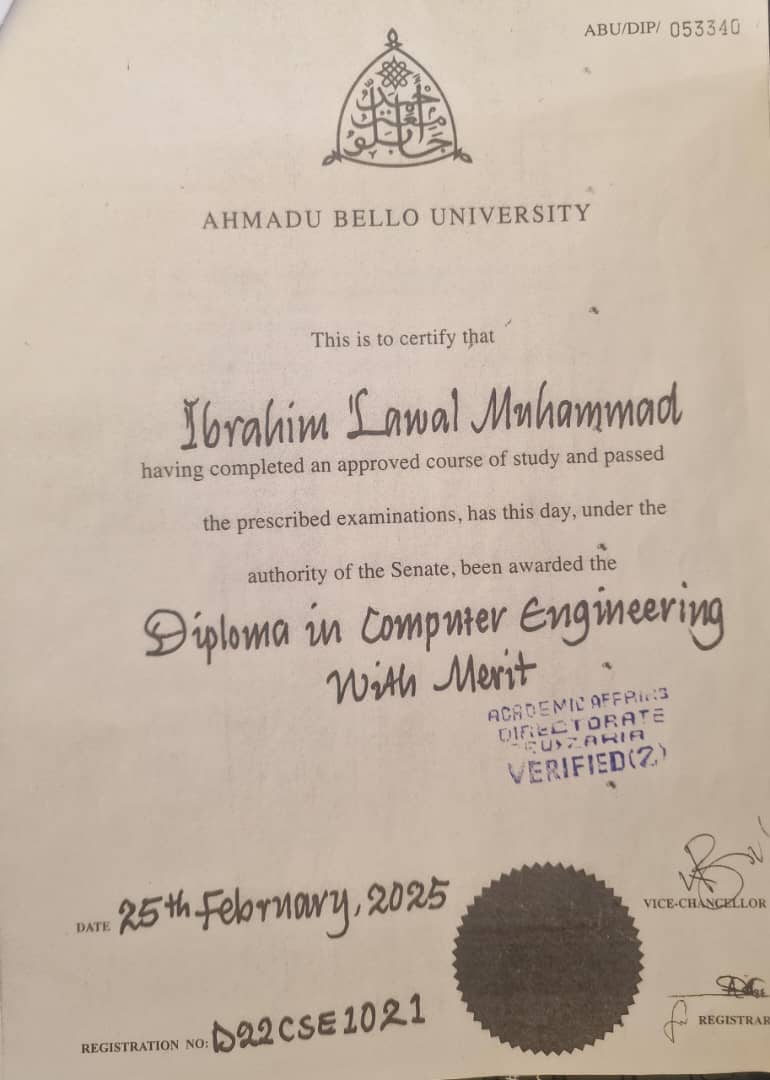 ABU/DIP/ 053340
AHMADU BELLO UNIVERSITY
This is to certify that
Ibrahim Lawal Muhammad
having completed an approved course of study and passed
the prescribed examinations, has this day, under the
authority of the Senate, been awarded the
Diploma in Computer Engineering
With Merit
ACADEMIC AFFAIRS
DIRECTORATE
ZARIA
VERIFIED(2)
VICE-CHANCELLOR
DATE 25th February, 2025
REGISTRAR
REGISTRATION NO: D22CSE1021